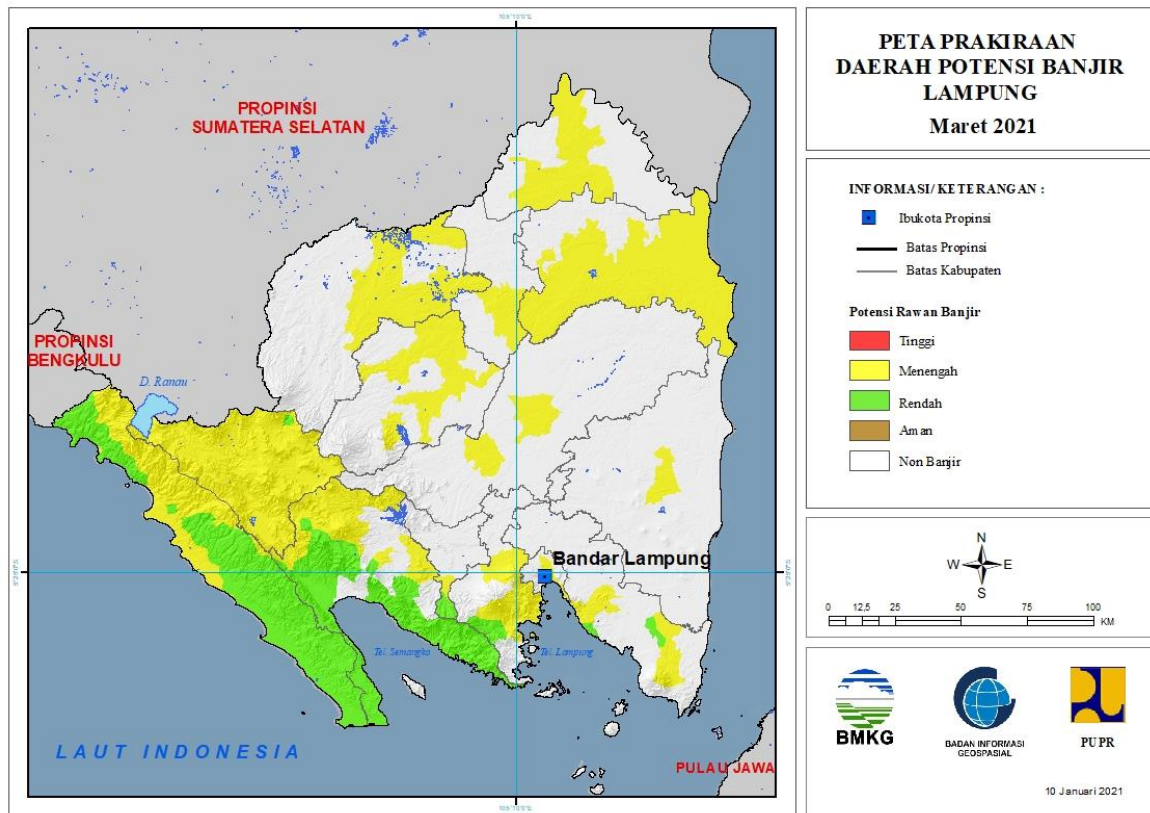 105°10'0"E
PROPINSI
SUMATERA SELATAN
PROPINSI
BENGKULU
D. Ranau
Bandar Lampung
Tel. Semangka
Tel. Lampung
LAUT INDONESIA
PULAU JAWA
PETA PRAKIRAAN
DAERAH POTENSI BANJIR
LAMPUNG
Maret 2021
INFORMASI/KETERANGAN :
Ibukota Propinsi
Batas Propinsi
Batas Kabupaten
Potensi Rawan Banjir
Tinggi
Menengah
Rendah
Aman
Non Banjir
N
W E
S
0 12,5 25 50 75 100
KM
BMKG
BADAN INFORMASI
GEOSPASIAL
PUPR
10 Januari 2021